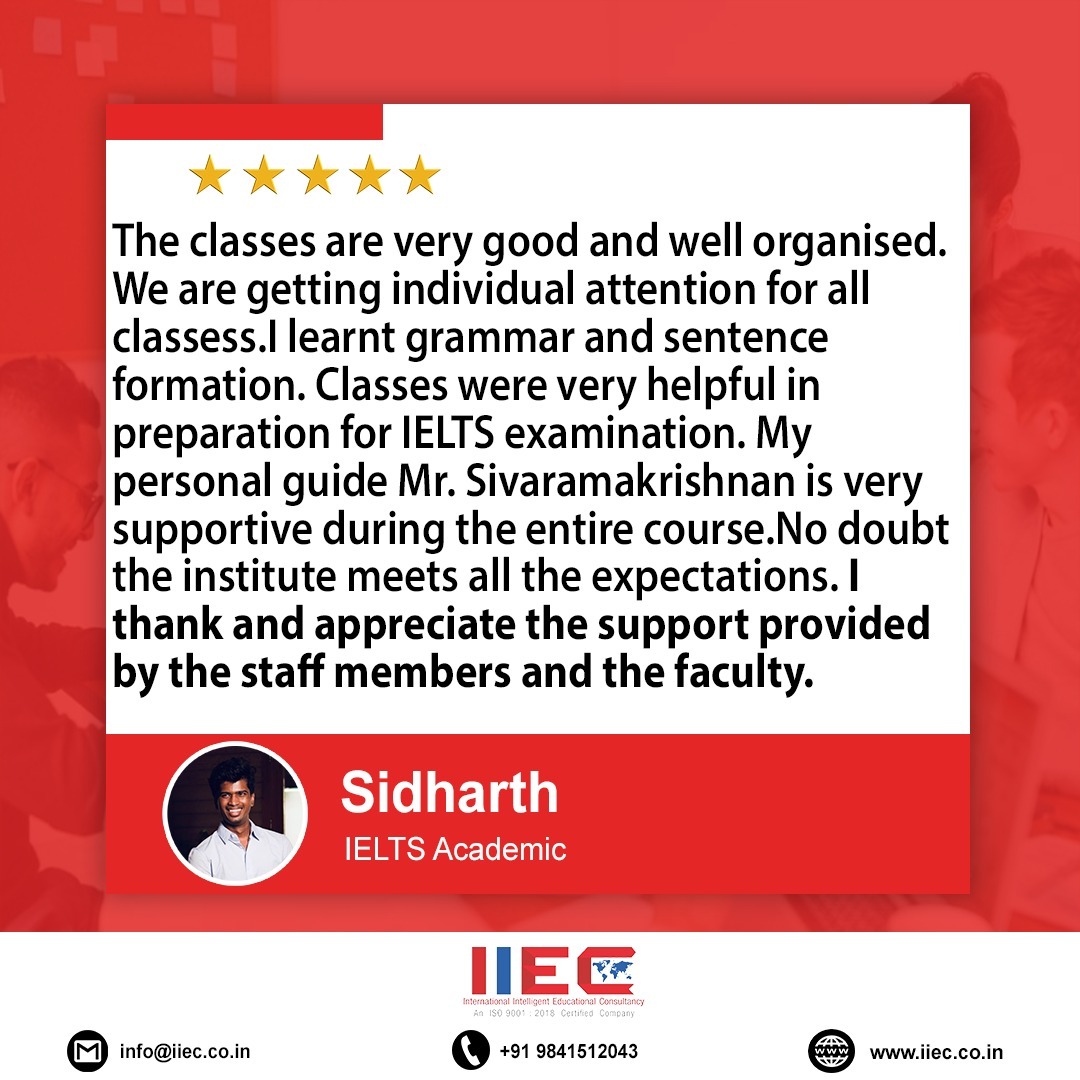 The classes are very good and well organised.
We are getting individual attention for all
classess.I learnt grammar and sentence
formation. Classes were very helpful in
preparation for IELTS examination. My
personal guide Mr. Sivaramakrishnan is very
supportive during the entire course.No doubt
the institute meets all the expectations. I
thank and appreciate the support provided
by the staff members and the faculty.
Sidharth
IELTS Academic
IIEC
International Intelligent Educational Consultancy
An ISO 9001 : 2018 Certified Company
info@iiec.co.in
+91 9841512043
www.iiec.co.in